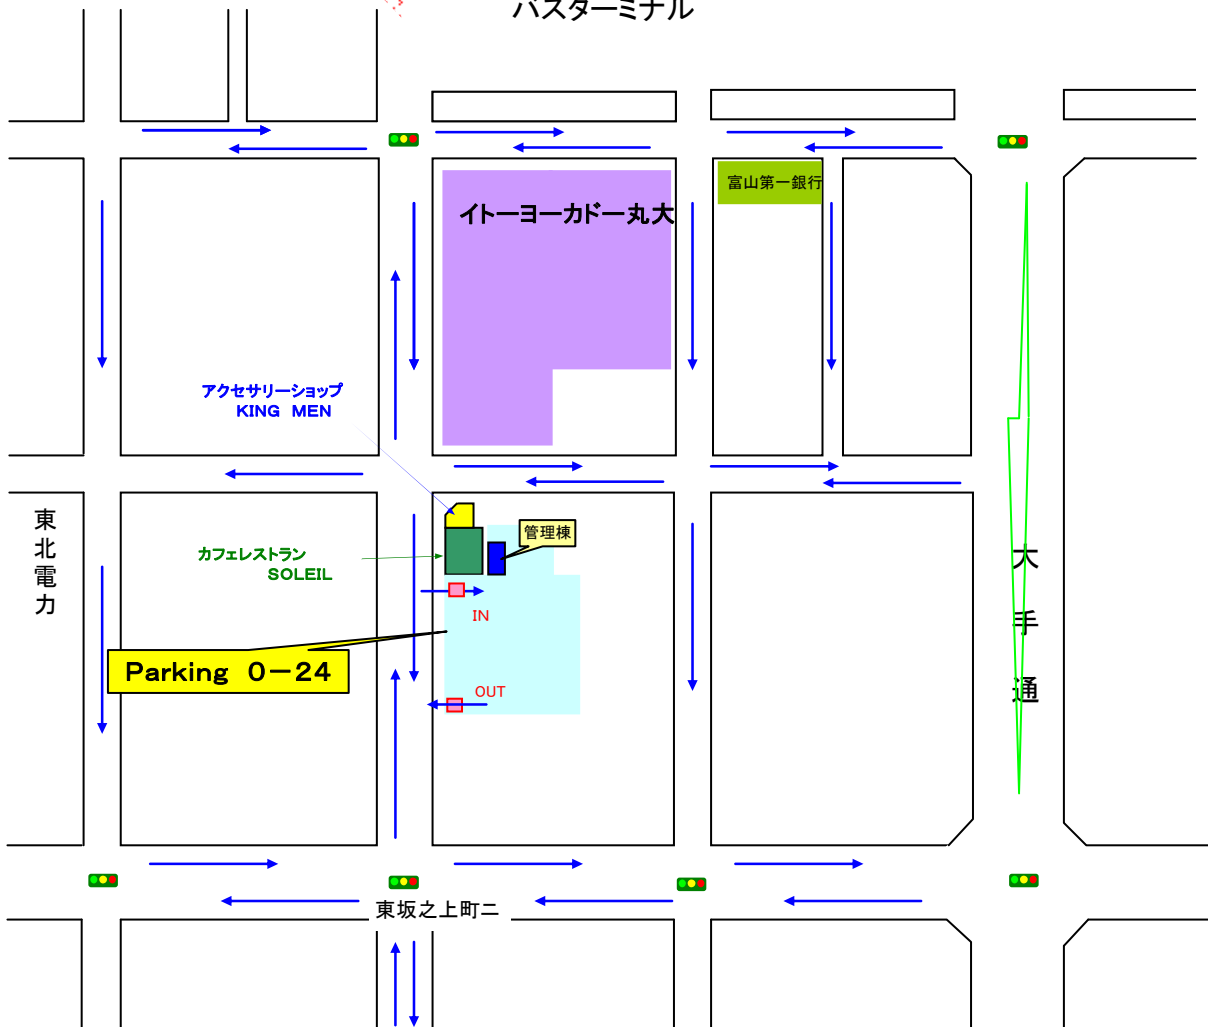 バスターミナル
富山第一銀行
イトーヨーカドー丸大
アクセサリーショップ
KING MEN
東北電力
管理棟
カフェレストラン
SOLEIL
大手通
IN
Parking 0－24
OUT
東坂之上町二